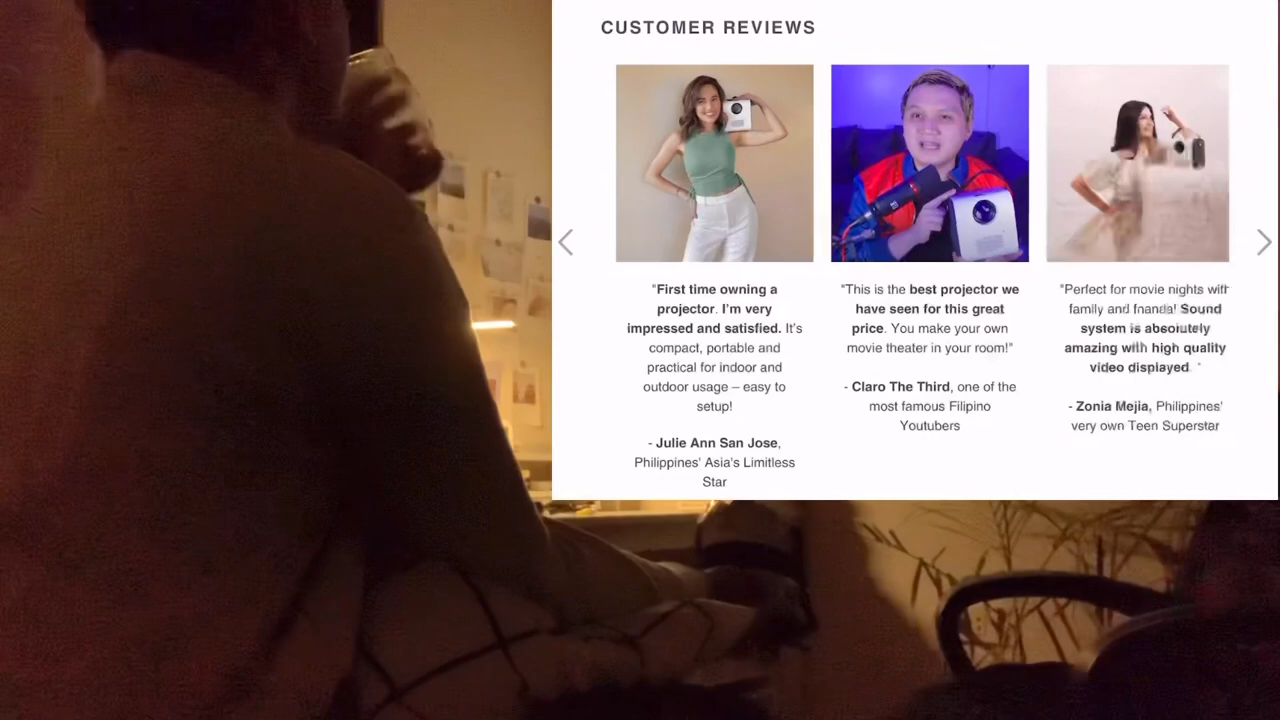 CUSTOMER REVIEWS
"First time owning a
projector. I'm very
impressed and satisfied. It's
compact, portable and
practical for indoor and
outdoor usage – easy to
setup!
- Julie Ann San Jose,
Philippines' Asia's Limitless
Star
"This is the best projector we
have seen for this great
price. You make your own
movie theater in your room!"
- Claro The Third, one of the
most famous Filipino
Youtubers
"Perfect for movie nights with
family and Sound
system is absolutely
amazing with high quality
video displayed. "
- Zonia Mejia, Philippines'
very own Teen Superstar